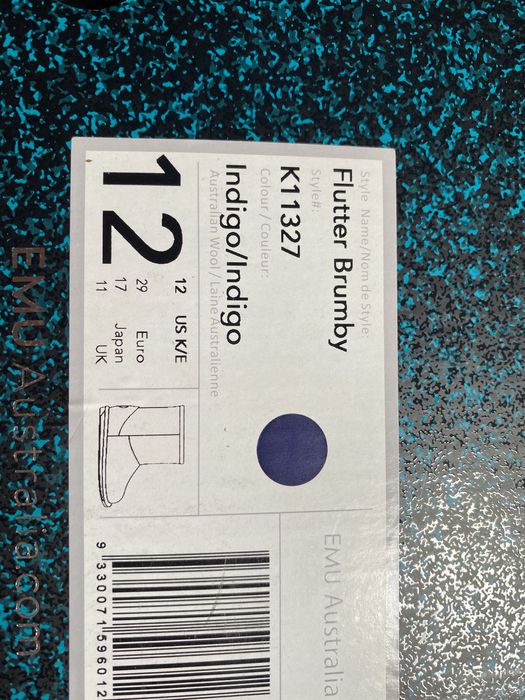 Style Name/Nom de Style:
Flutter Brumby
Style#:
K11327
Colour / Couleur:
Indigo/Indigo
Australian Wool / Laine Australienne
12
12 US K/E
29 Euro
17 Japan
11 UK
EMU Australia
9 330071 596012
EMU Australia.com